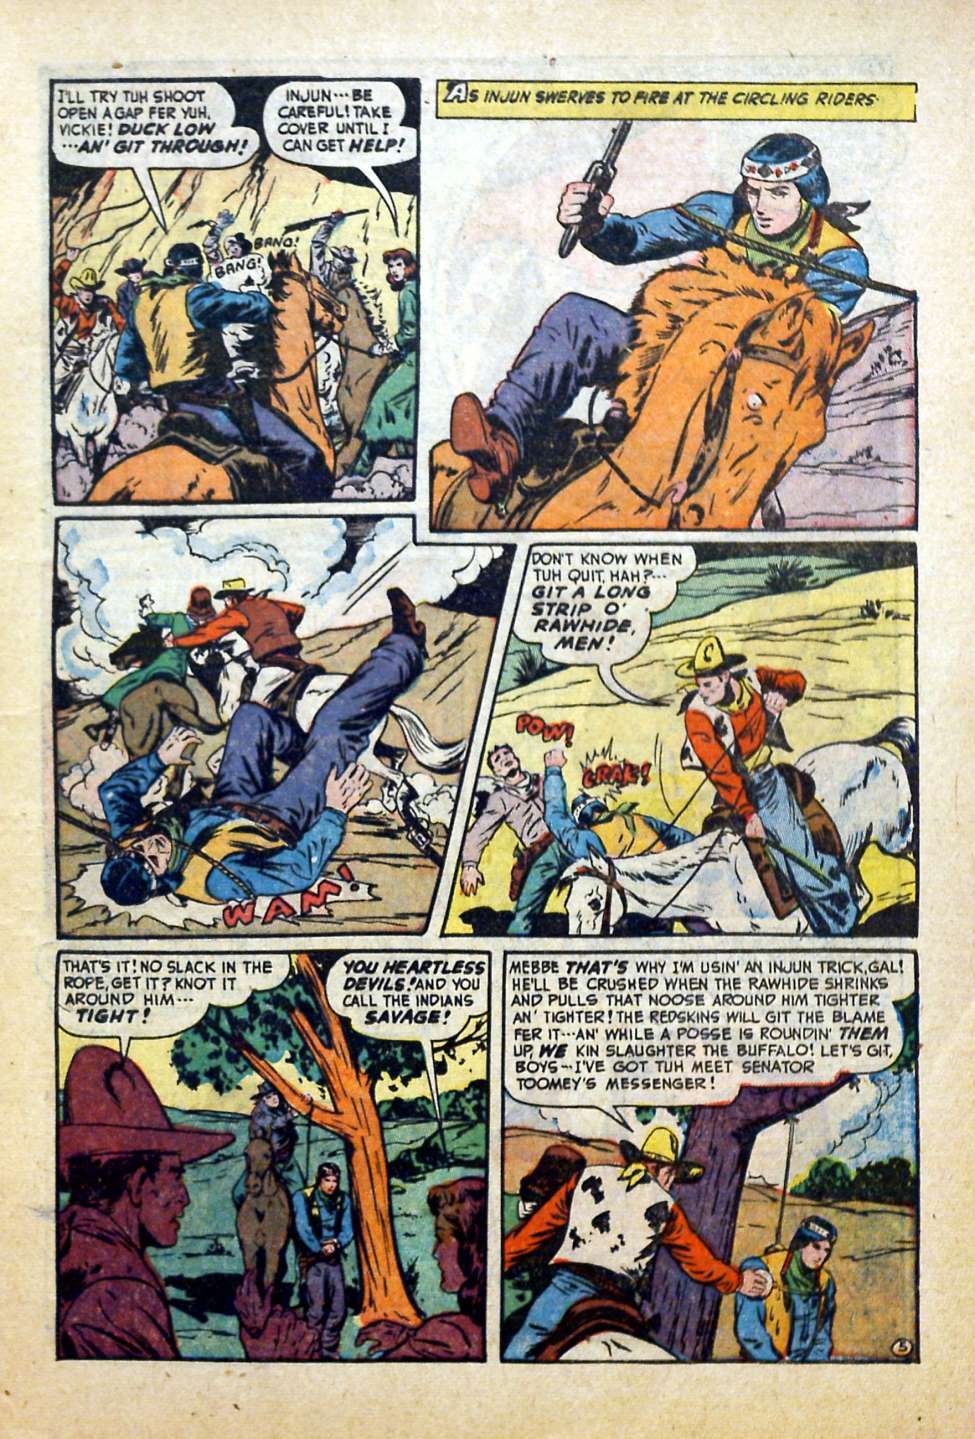 I'LL TRY TUH SHOOT
OPEN A GAP FER YUH,
VICKIE! DUCK LOW
...AN' GIT THROUGH!
INJUN --- BE
CAREFUL! TAKE
COVER UNTIL I
CAN GET HELP!
BANG!
BANG!
AS INJUN SWERVES TO FIRE AT THE CIRCLING RIDERS-
WAM!
DON'T KNOW WHEN
TUH QUIT, HAH?---
GIT A LONG
STRIP O'
RAWHIDE,
MEN!
POW!
CRAK!
THAT'S IT! NO SLACK IN THE
ROPE, GET IT? KNOT IT
AROUND HIM---
TIGHT!
YOU HEARTLESS
DEVILS! AND YOU
CALL THE INDIANS
SAVAGE!
MEBBE THAT'S WHY I'M USIN' AN INJUN TRICK, GAL!
HE'LL BE CRUSHED WHEN THE RAWHIDE SHRINKS
AND PULLS THAT NOOSE AROUND HIM TIGHTER
AN' TIGHTER! THE REDSKINS WILL GIT THE BLAME
FER IT---AN' WHILE A POSSE IS ROUNDIN' THEM
UP, WE KIN SLAUGHTER THE BUFFALO! LET'S GIT,
BOYS--I'VE GOT TUH MEET SENATOR
TOOMEY'S MESSENGER!
5